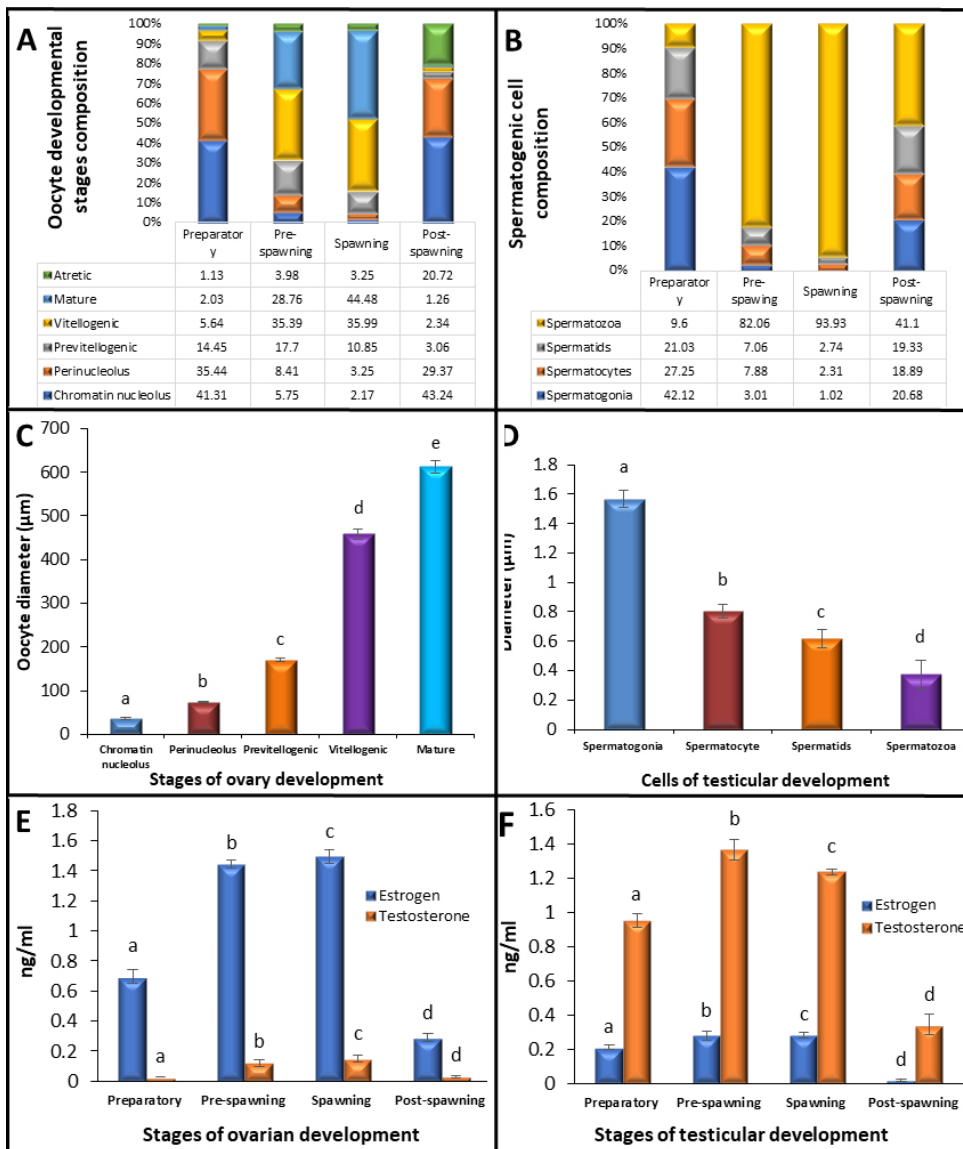 A
Oocyte developmental
stages composition
100%
90%
80%
70%
60%
50%
40%
30%
20%
10%
0%
Preparator
y
Pre-
spawning
Spawning
Post-
spawning
Atretic 1.13 3.98 3.25 20.72
Mature 2.03 28.76 44.48 1.26
Vitellogenic 5.64 35.39 35.99 2.34
Previtellogenic 14.45 17.7 10.85 3.06
Perinucleolus 35.44 8.41 3.25 29.37
Chromatin nucleolus 41.31 5.75 2.17 43.24
B
Spermatogenic cell
composition
100%
90%
80%
70%
60%
50%
40%
30%
20%
10%
0%
Preparator
y
Pre-
spawing
Spawning
Post-
spawning
Spermatozoa 9.6 82.06 93.93 41.1
Spermatids 21.03 7.06 2.74 19.33
Spermatocytes 27.25 7.88 2.31 18.89
Spermatogonia 42.12 3.01 1.02 20.68
C
Oocyte diameter (µm)
700
600
500
400
300
200
100
0
a
b
c
d
e
Chromatin
nucleolus
Perinucleolus
Previtellogenic
Vitellogenic
Mature
Stages of ovary development
D
Diameter (µm)
1.8
1.6
1.4
1.2
1
0.8
0.6
0.4
0.2
0
a
b
c
d
Spermatogonia
Spermatocyte
Spermatids
Spermatozoa
Cells of testicular development
E
ng/ml
1.8
1.6
1.4
1.2
1
0.8
0.6
0.4
0.2
0
a
a
b
b
c
c
d
d
Estrogen
Testosterone
Preparatory
Pre-spawning
Spawning
Post-spawning
Stages of ovarian development
F
ng/ml
1.6
1.4
1.2
1
0.8
0.6
0.4
0.2
0
a
a
b
b
c
c
d
d
Estrogen
Testosterone
Preparatory
Pre-spawning
Spawning
Post-spawning
Stages of testicular development